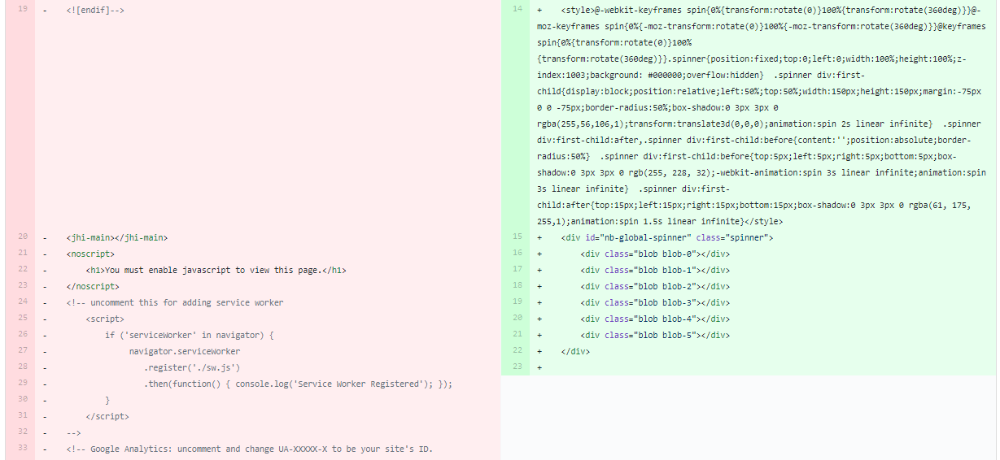 19 - <![endif]-->
20 - <jhi-main></jhi-main>
21 - <noscript>
22 - <h1>You must enable javascript to view this page.</h1>
23 - </noscript>
24 - <!-- uncomment this for adding service worker
25 - <script>
26 - if ('serviceWorker' in navigator) {
27 - navigator.serviceWorker
28 - .register('./sw.js')
29 - .then(function() { console.log('Service Worker Registered'); });
30 - }
31 - </script>
32 - -->
33 - <!-- Google Analytics: uncomment and change UA-XXXXX-X to be your site's ID.
14 + <style>@-webkit-keyframes spin{0%{transform:rotate(0)}100%{transform:rotate(360deg)}}@-
moz-keyframes spin{0%{-moz-transform:rotate(0)}100%{-moz-transform:rotate(360deg)}}@keyframes
spin{0%{transform:rotate(0)}100%
{transform:rotate(360deg)}}.spinner{position:fixed;top:0;left:0;width:100%;height:100%;z-
index:1003;background: #000000;overflow:hidden}  .spinner div:first-
child{display:block;position:relative;left:50%;top:50%;width:150px;height:150px;margin:-75px
0 0 -75px;border-radius:50%;box-shadow:0 3px 3px 0
rgba(255,56,106,1);transform:translate3d(0,0,0);animation:spin 2s linear infinite}  .spinner
div:first-child:after,.spinner div:first-child:before{content:'';position:absolute;border-
radius:50%}  .spinner div:first-child:before{top:5px;left:5px;right:5px;bottom:5px;box-
shadow:0 3px 3px 0 rgb(255, 228, 32);-webkit-animation:spin 3s linear infinite;animation:spin
3s linear infinite}  .spinner div:first-
child:after{top:15px;left:15px;right:15px;bottom:15px;box-shadow:0 3px 3px 0 rgba(61, 175,
255,1);animation:spin 1.5s linear infinite}</style>
15 + <div id="nb-global-spinner" class="spinner">
16 + <div class="blob blob-0"></div>
17 + <div class="blob blob-1"></div>
18 + <div class="blob blob-2"></div>
19 + <div class="blob blob-3"></div>
20 + <div class="blob blob-4"></div>
21 + <div class="blob blob-5"></div>
22 + </div>
23 +